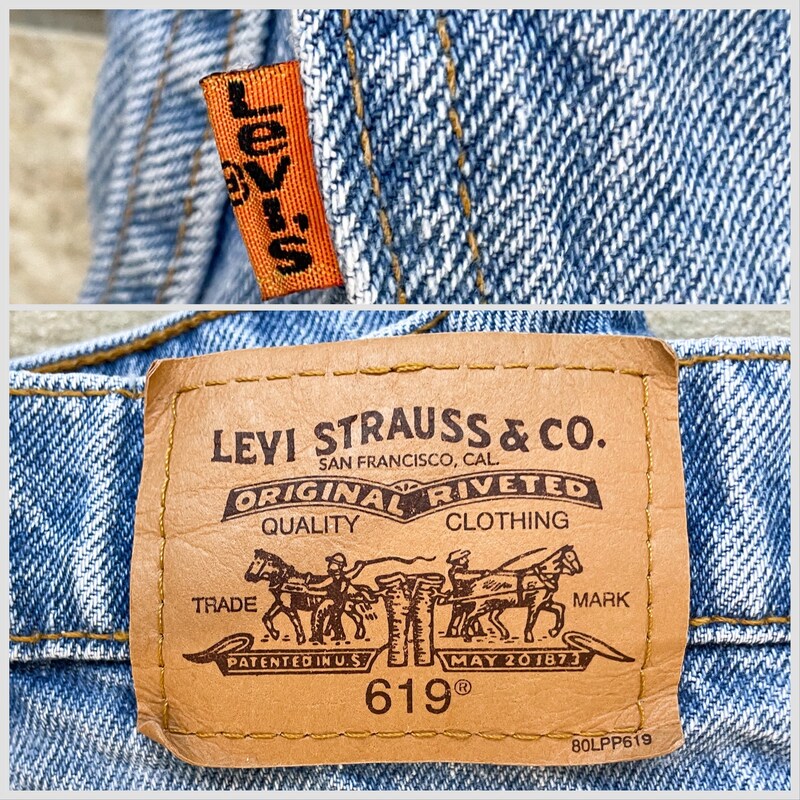 LEVI'S
®
LEVI STRAUSS & CO.
SAN FRANCISCO, CAL.
ORIGINAL RIVETED
QUALITY CLOTHING
TRADE MARK
PATENTED IN U.S. MAY 20 1873
619®
80LPP619